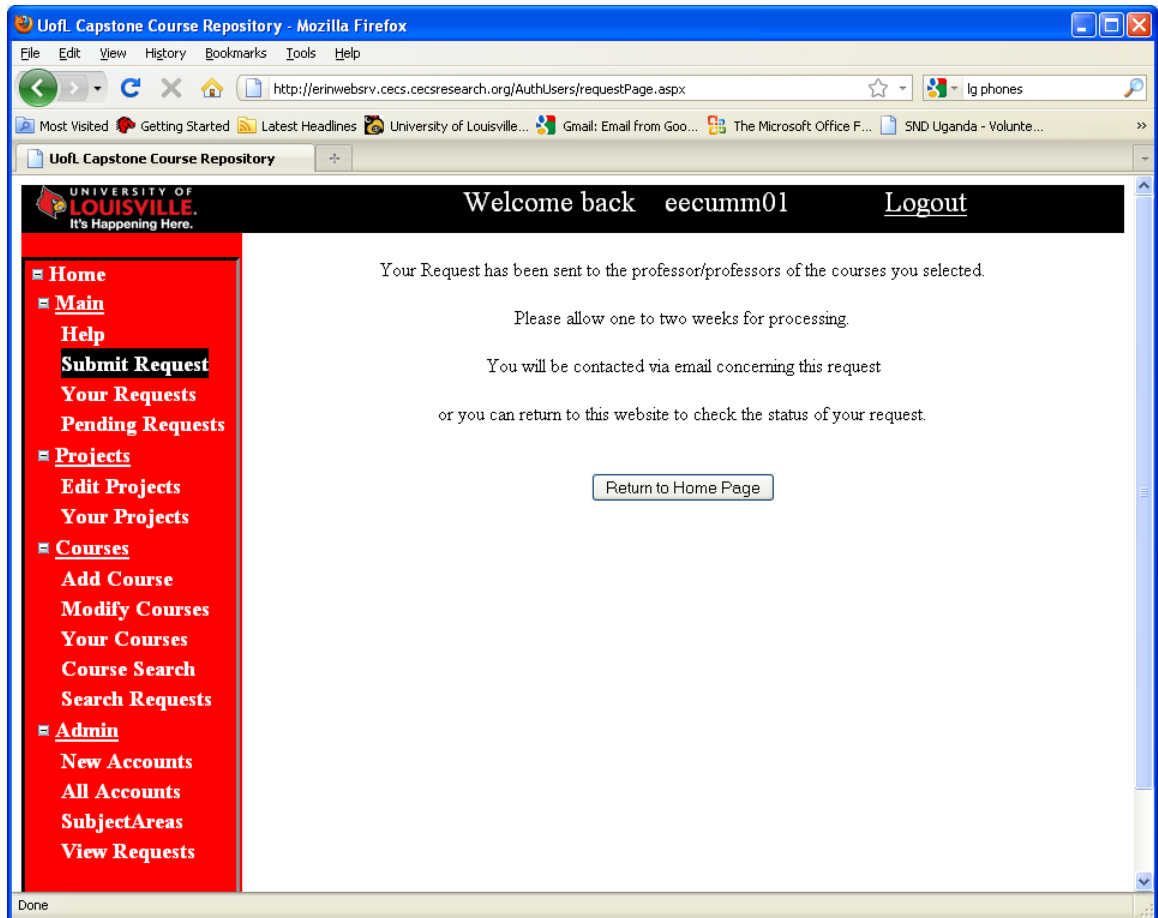 UofL Capstone Course Repository - Mozilla Firefox
File Edit View History Bookmarks Tools Help
http://erinwebsrv.cecs.cecsresearch.org/AuthUsers/requestPage.aspx lg phones
Most Visited Getting Started Latest Headlines University of Louisville... Gmail: Email from Goo... The Microsoft Office F... SND Uganda - Volunte... »
UofL Capstone Course Repository
UNIVERSITY OF
LOUISVILLE.
It's Happening Here.
Welcome back eecumm01 Logout
Home
Main
Help
Submit Request
Your Requests
Pending Requests
Projects
Edit Projects
Your Projects
Courses
Add Course
Modify Courses
Your Courses
Course Search
Search Requests
Admin
New Accounts
All Accounts
SubjectAreas
View Requests
Your Request has been sent to the professor/professors of the courses you selected.
Please allow one to two weeks for processing.
You will be contacted via email concerning this request
or you can return to this website to check the status of your request.
Return to Home Page
Done